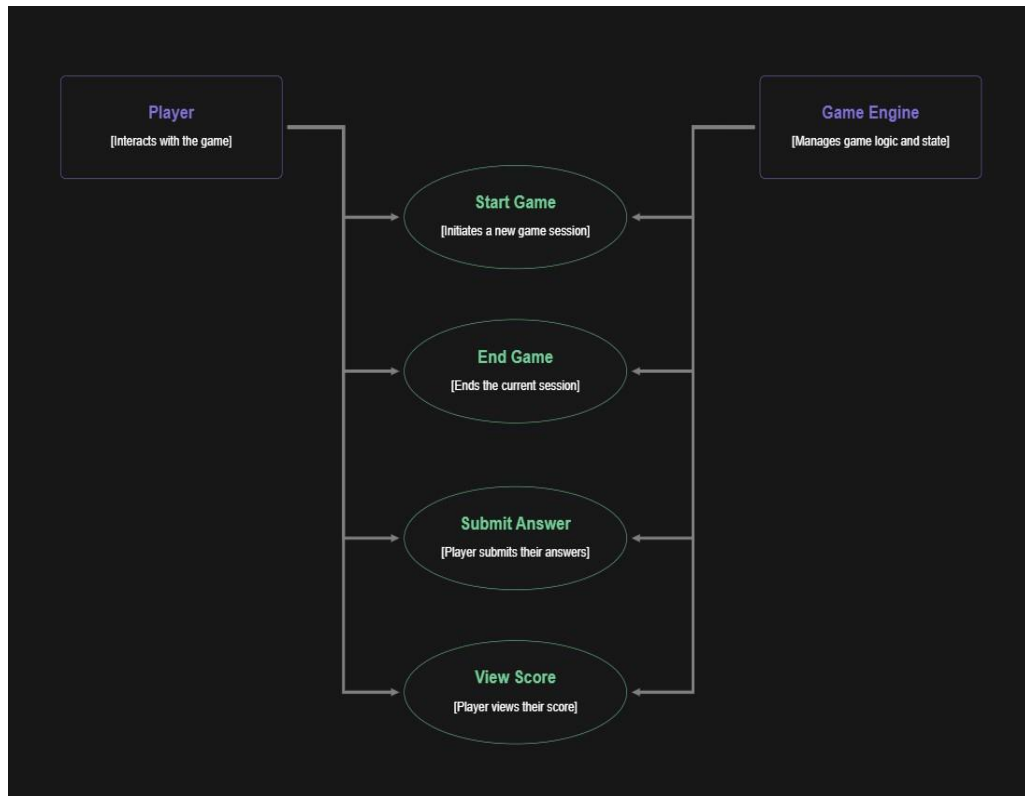 Player
[Interacts with the game]
Game Engine
[Manages game logic and state]
Start Game
[Initiates a new game session]
End Game
[Ends the current session]
Submit Answer
[Player submits their answers]
View Score
[Player views their score]